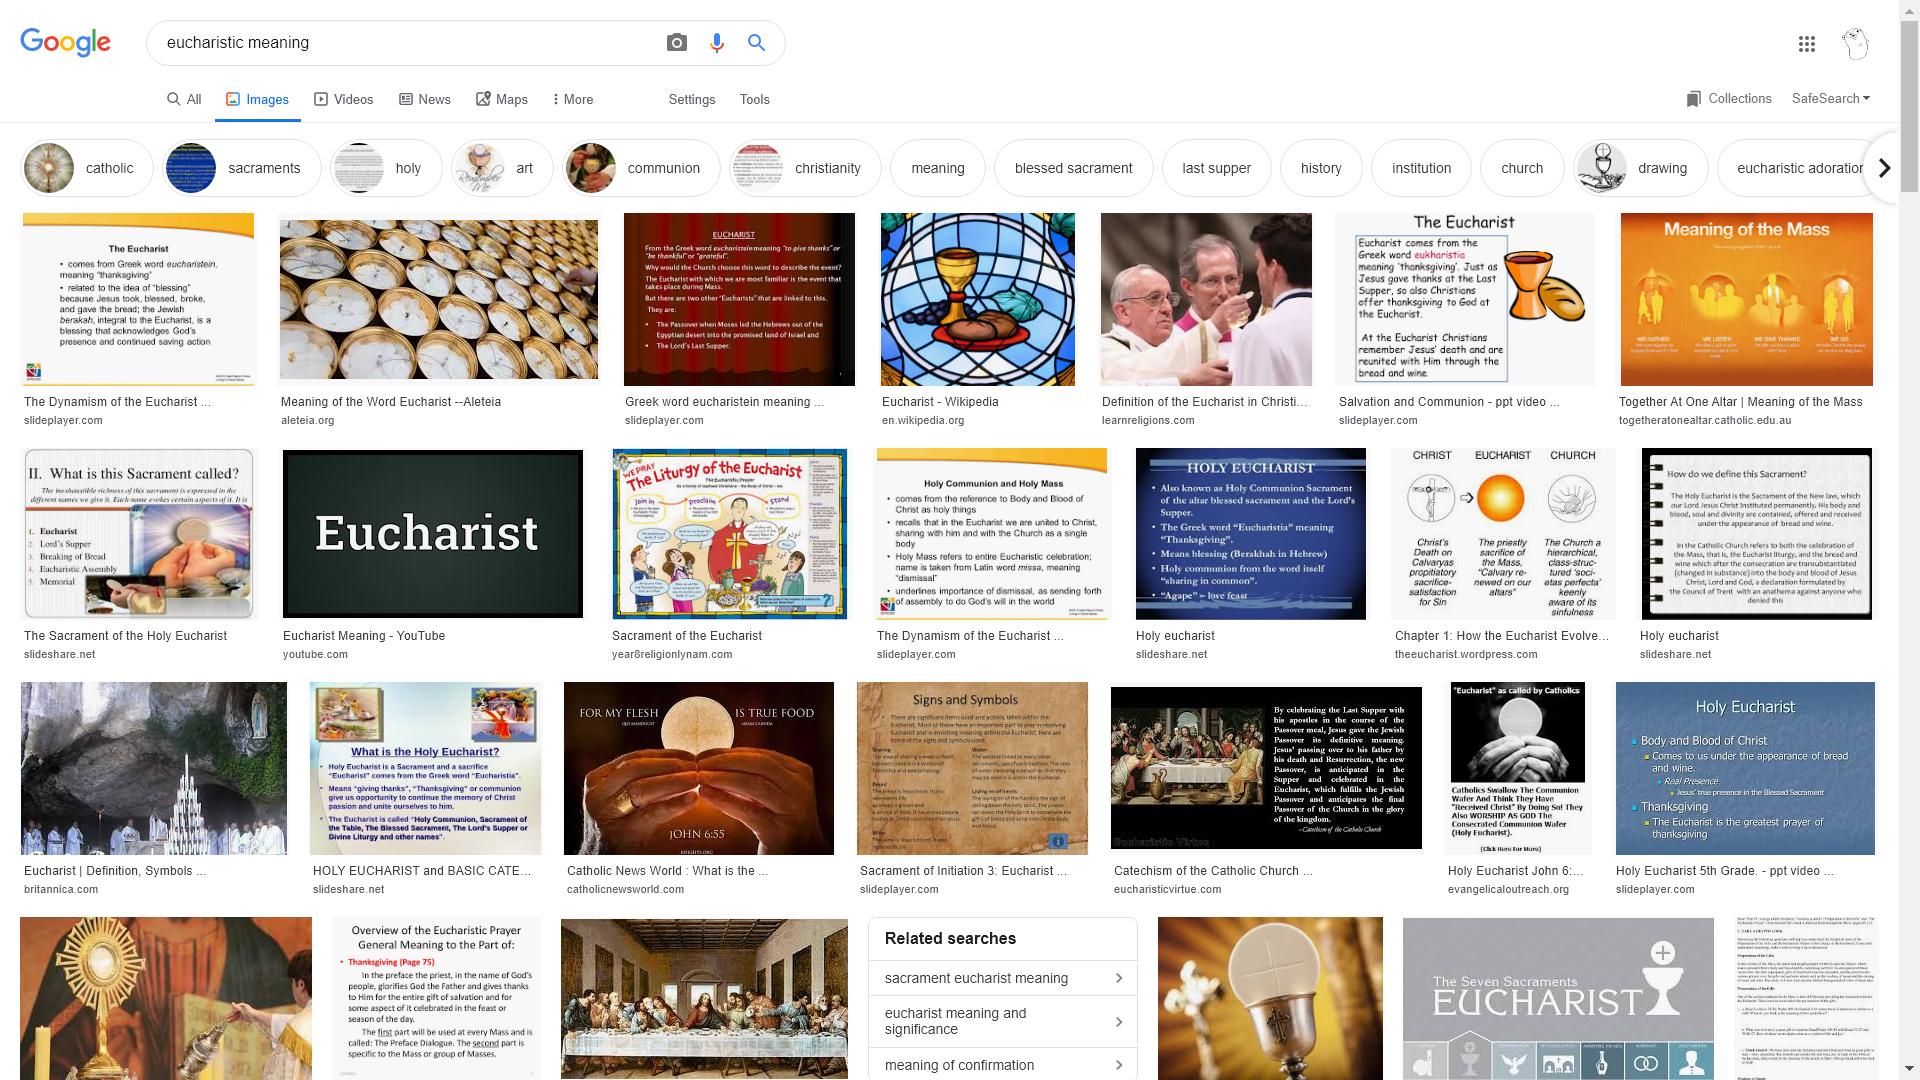 Google
eucharistic meaning
All
Images
Videos
News
Maps
More
Settings
Tools
Collections
SafeSearch
catholic
sacraments
holy
art
communion
christianity
meaning
blessed sacrament
last supper
history
institution
church
drawing
eucharistic adoration
The Eucharist
• comes from Greek word eucharistein,
meaning "thanksgiving"
• related to the idea of "blessing"
because Jesus took, blessed, broke,
and gave the bread; the Jewish
berakah, integral to the Eucharist, is a
blessing that acknowledges God's
presence and continued saving action
EUCHARIST
From the Greek word eucharistein meaning "to give thanks" or
"be thankful" or "grateful".
Why would the Church choose this word to describe the event?
The Eucharist with which we are most familiar is the event that
takes place during Mass.
But there are two other "Eucharists" that are linked to this.
They are:
• The Passover when Moses led the Hebrews out of the
Egyptian desert into the promised land of Israel and
• The Lord's Last Supper.
The Eucharist
Eucharist comes from the
Greek word eukharistia
meaning 'thanksgiving'. Just as
Jesus gave thanks at the Last
Supper, so also Christians
offer thanksgiving to God at
the Eucharist.
At the Eucharist Christians
remember Jesus' death and are
reunited with Him through the
bread and wine.
Meaning of the Mass
WE GATHER
WE LISTEN
WE GIVE THANKS
WE GO
The Dynamism of the Eucharist ...
slideplayer.com
Meaning of the Word Eucharist --Aleteia
aleteia.org
Greek word eucharistein meaning ...
slideplayer.com
Eucharist - Wikipedia
en.wikipedia.org
Definition of the Eucharist in Christi...
learnreligions.com
Salvation and Communion - ppt video ...
slideplayer.com
Together At One Altar | Meaning of the Mass
togetheratonealtar.catholic.edu.au
II. What is this Sacrament called?
The inexhaustible richness of this sacrament is expressed in the
different names we give it. Each name evokes certain aspects of it. It is
1. Eucharist
2. Lord's Supper
3. Breaking of Bread
4. Eucharistic Assembly
5. Memorial
Eucharist
WE PRAY
The Liturgy of the Eucharist
The Eucharistic Prayer
Join in
Proclaim
Stand
Holy Communion and Holy Mass
• comes from the reference to Body and Blood of
Christ as holy things
• recalls that in the Eucharist we are united to Christ,
sharing with him and with the Church as a single
body
• Holy Mass refers to entire Eucharistic celebration;
name is taken from Latin word missa, meaning
"dismissal"
• underlines importance of dismissal, as sending forth
of assembly to do God's will in the world
HOLY EUCHARIST
• Also known as Holy Communion Sacrament
of the altar blessed sacrament and the Lord's
Supper.
• The Greek word "Eucharistia" meaning
"Thanksgiving".
• Means blessing (Berakhah in Hebrew)
• Holy communion from the word itself
"sharing in common".
• "Agape" – love feast
CHRIST
EUCHARIST
CHURCH
Christ's
Death on
Calvaryas
propitiatory
sacrifice-
satisfaction
for Sin
The priestly
sacrifice of
the Mass,
"Calvary re-
newed on our
altars"
The Church a
hierarchical,
class-struc-
tured 'soci-
etas perfecta'
keenly
aware of its
sinfulness
How do we define this Sacrament?
The Holy Eucharist is the Sacrament of the New law, which
our Lord Jesus Christ instituted permanently. His body and
blood, soul and divinity are contained, offered and received
under the appearance of bread and wine.
In the Catholic Church refers to both the celebration of
the Mass, that is, the Eucharist liturgy, and the bread and
wine which after the consecration are transubstantiated
(changed in substance) into the body and blood of Jesus
Christ, Lord and God, a declaration formulated by
the Council of Trent with an anathema against anyone who
denied this
The Sacrament of the Holy Eucharist
slideshare.net
Eucharist Meaning - YouTube
youtube.com
Sacrament of the Eucharist
year8religionlynam.com
The Dynamism of the Eucharist ...
slideplayer.com
Holy eucharist
slideshare.net
Chapter 1: How the Eucharist Evolve...
theeucharist.wordpress.com
Holy eucharist
slideshare.net
What is the Holy Eucharist?
• Holy Eucharist is a Sacrament and a sacrifice
"Eucharist" comes from the Greek word "Eucharistia".
• Means "giving thanks", "Thanksgiving" or communion
give us opportunity to continue the memory of Christ
passion and unite ourselves to him.
• The Eucharist is called "Holy Communion, Sacrament of
the Table, The Blessed Sacrament, The Lord's Supper or
Divine Liturgy and other names".
FOR MY FLESH
IS TRUE FOOD
JOHN 6:55
KNIGHTS.ORG
Signs and Symbols
By celebrating the Last Supper with
his apostles in the course of the
Passover meal, Jesus gave the Jewish
Passover its definitive meaning.
Jesus' passing over to his father by
his death and Resurrection, the new
Passover, is anticipated in the
Supper and celebrated in the
Eucharist, which fulfills the Jewish
Passover and anticipates the final
Passover of the Church in the glory
of the kingdom.
—Catechism of the Catholic Church
Eucharistic Virtue
"Eucharist" as called by Catholics
Catholics Swallow The Communion
Wafer And Think They Have
"Received Christ" By Doing So! They
Also WORSHIP AS GOD The
Consecrated Communion Wafer
(Holy Eucharist).
(Click Here For More)
Holy Eucharist
Body and Blood of Christ
Comes to us under the appearance of bread
and wine.
Real Presence
Jesus' true presence in the Blessed Sacrament
Thanksgiving
The Eucharist is the greatest prayer of
thanksgiving
Eucharist | Definition, Symbols ...
britannica.com
HOLY EUCHARIST and BASIC CATE...
slideshare.net
Catholic News World : What is the ...
catholicnewsworld.com
Sacrament of Initiation 3: Eucharist ...
slideplayer.com
Catechism of the Catholic Church ...
eucharisticvirtue.com
Holy Eucharist John 6:...
evangelicaloutreach.org
Holy Eucharist 5th Grade. - ppt video ...
slideplayer.com
Overview of the Eucharistic Prayer
General Meaning to the Part of:
• Thanksgiving (Page 75)
In the preface the priest, in the name of God's
people, glorifies God the Father and gives thanks
to Him for the entire gift of salvation and for
some aspect of it celebrated in the feast or
season of the day.
The first part will be used at every Mass and is
called: The Preface Dialogue. The second part is
specific to the Mass or group of Masses.
Related searches
sacrament eucharist meaning
eucharist meaning and
significance
meaning of confirmation
The Seven Sacraments
EUCHARIST